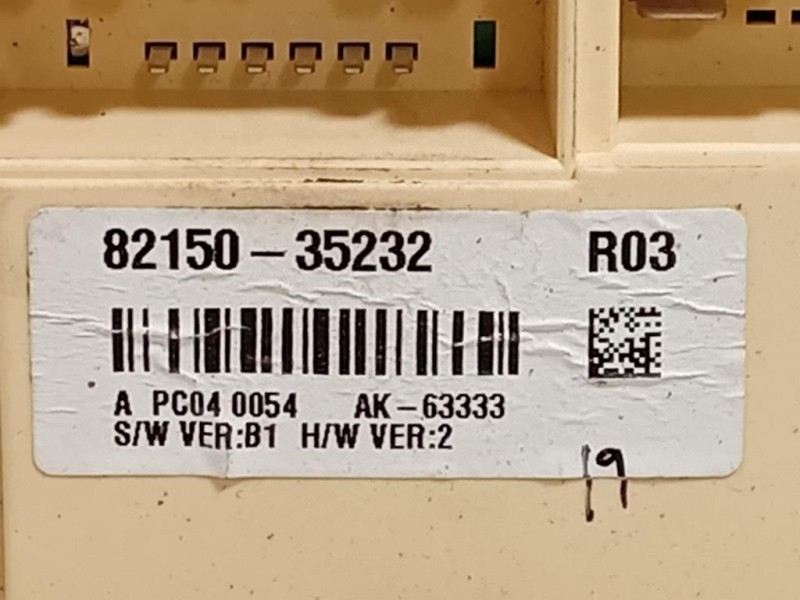 82150-35232 R03
A PC04 0054 AK-63333
S/W VER:B1 H/W VER:2
19